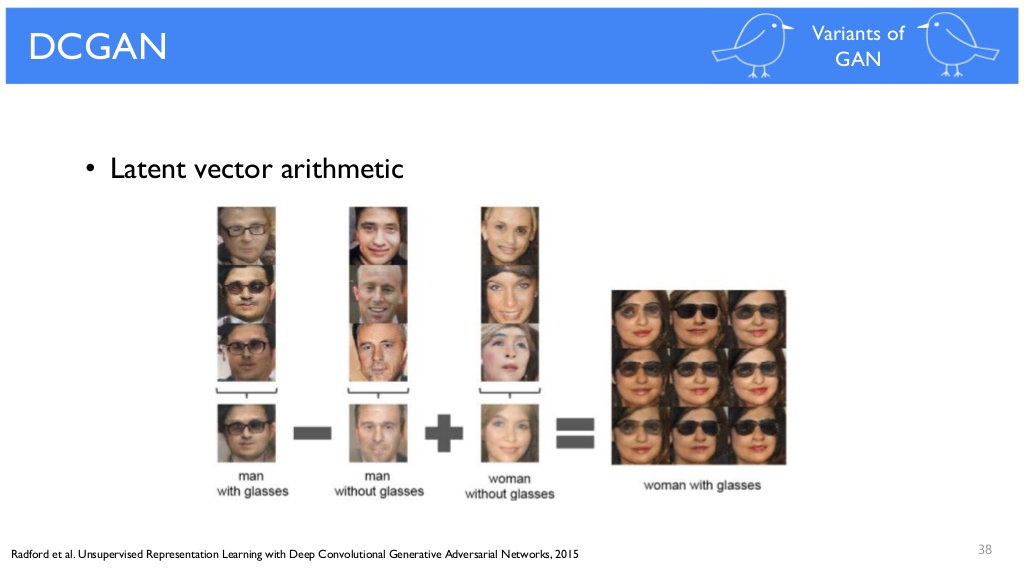 DCGAN
Variants of
GAN
• Latent vector arithmetic
man
with glasses
man
without glasses
woman
without glasses
woman with glasses
Radford et al. Unsupervised Representation Learning with Deep Convolutional Generative Adversarial Networks, 2015
38